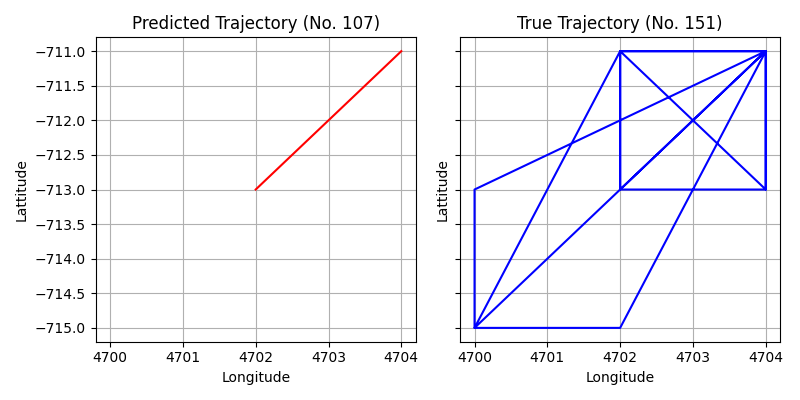 Predicted Trajectory (No. 107)
True Trajectory (No. 151)
Lattitude
−711.0
−711.5
−712.0
−712.5
−713.0
−713.5
−714.0
−714.5
−715.0
4700 4701 4702 4703 4704
Longitude
Lattitude
4700 4701 4702 4703 4704
Longitude